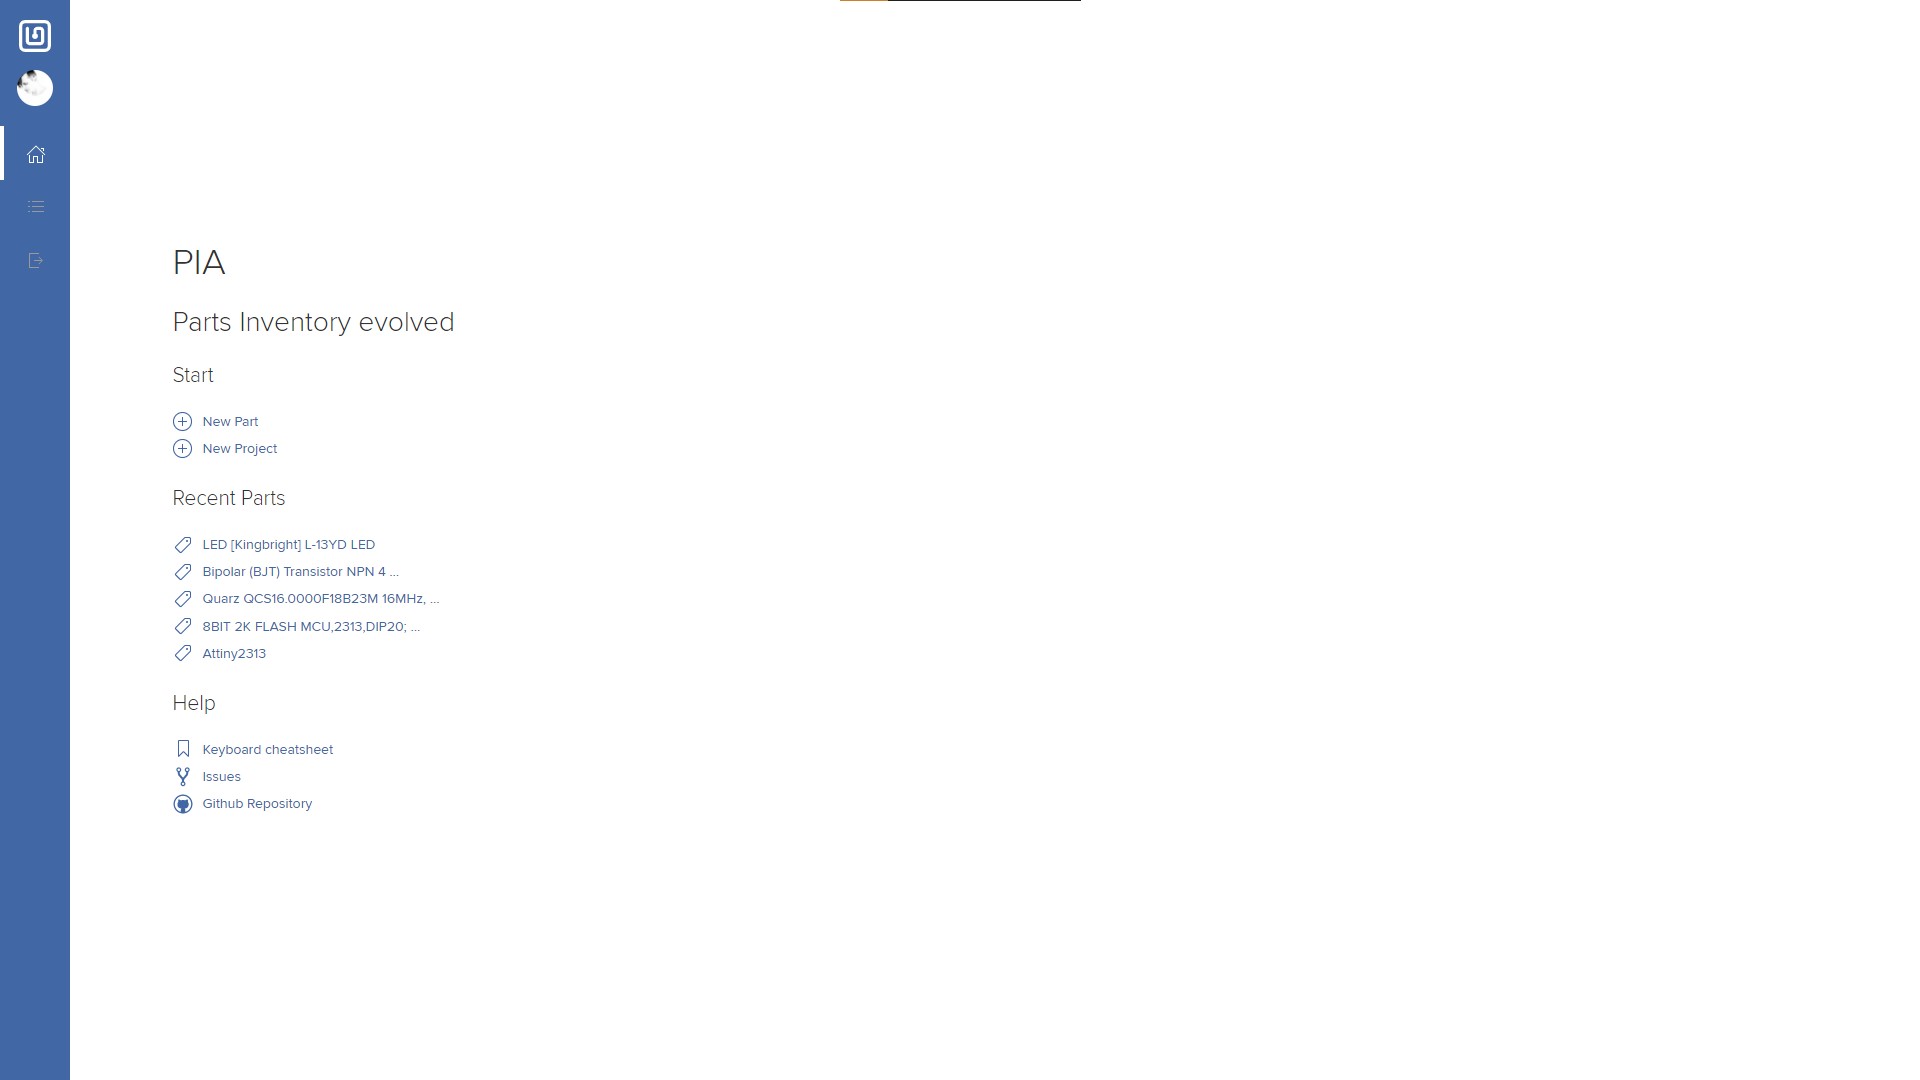 PIA
Parts Inventory evolved
Start
New Part
New Project
Recent Parts
LED [Kingbright] L-13YD LED
Bipolar (BJT) Transistor NPN 4 ...
Quarz QCS16.0000F18B23M 16MHz, ...
8BIT 2K FLASH MCU,2313,DIP20; ...
Attiny2313
Help
Keyboard cheatsheet
Issues
Github Repository